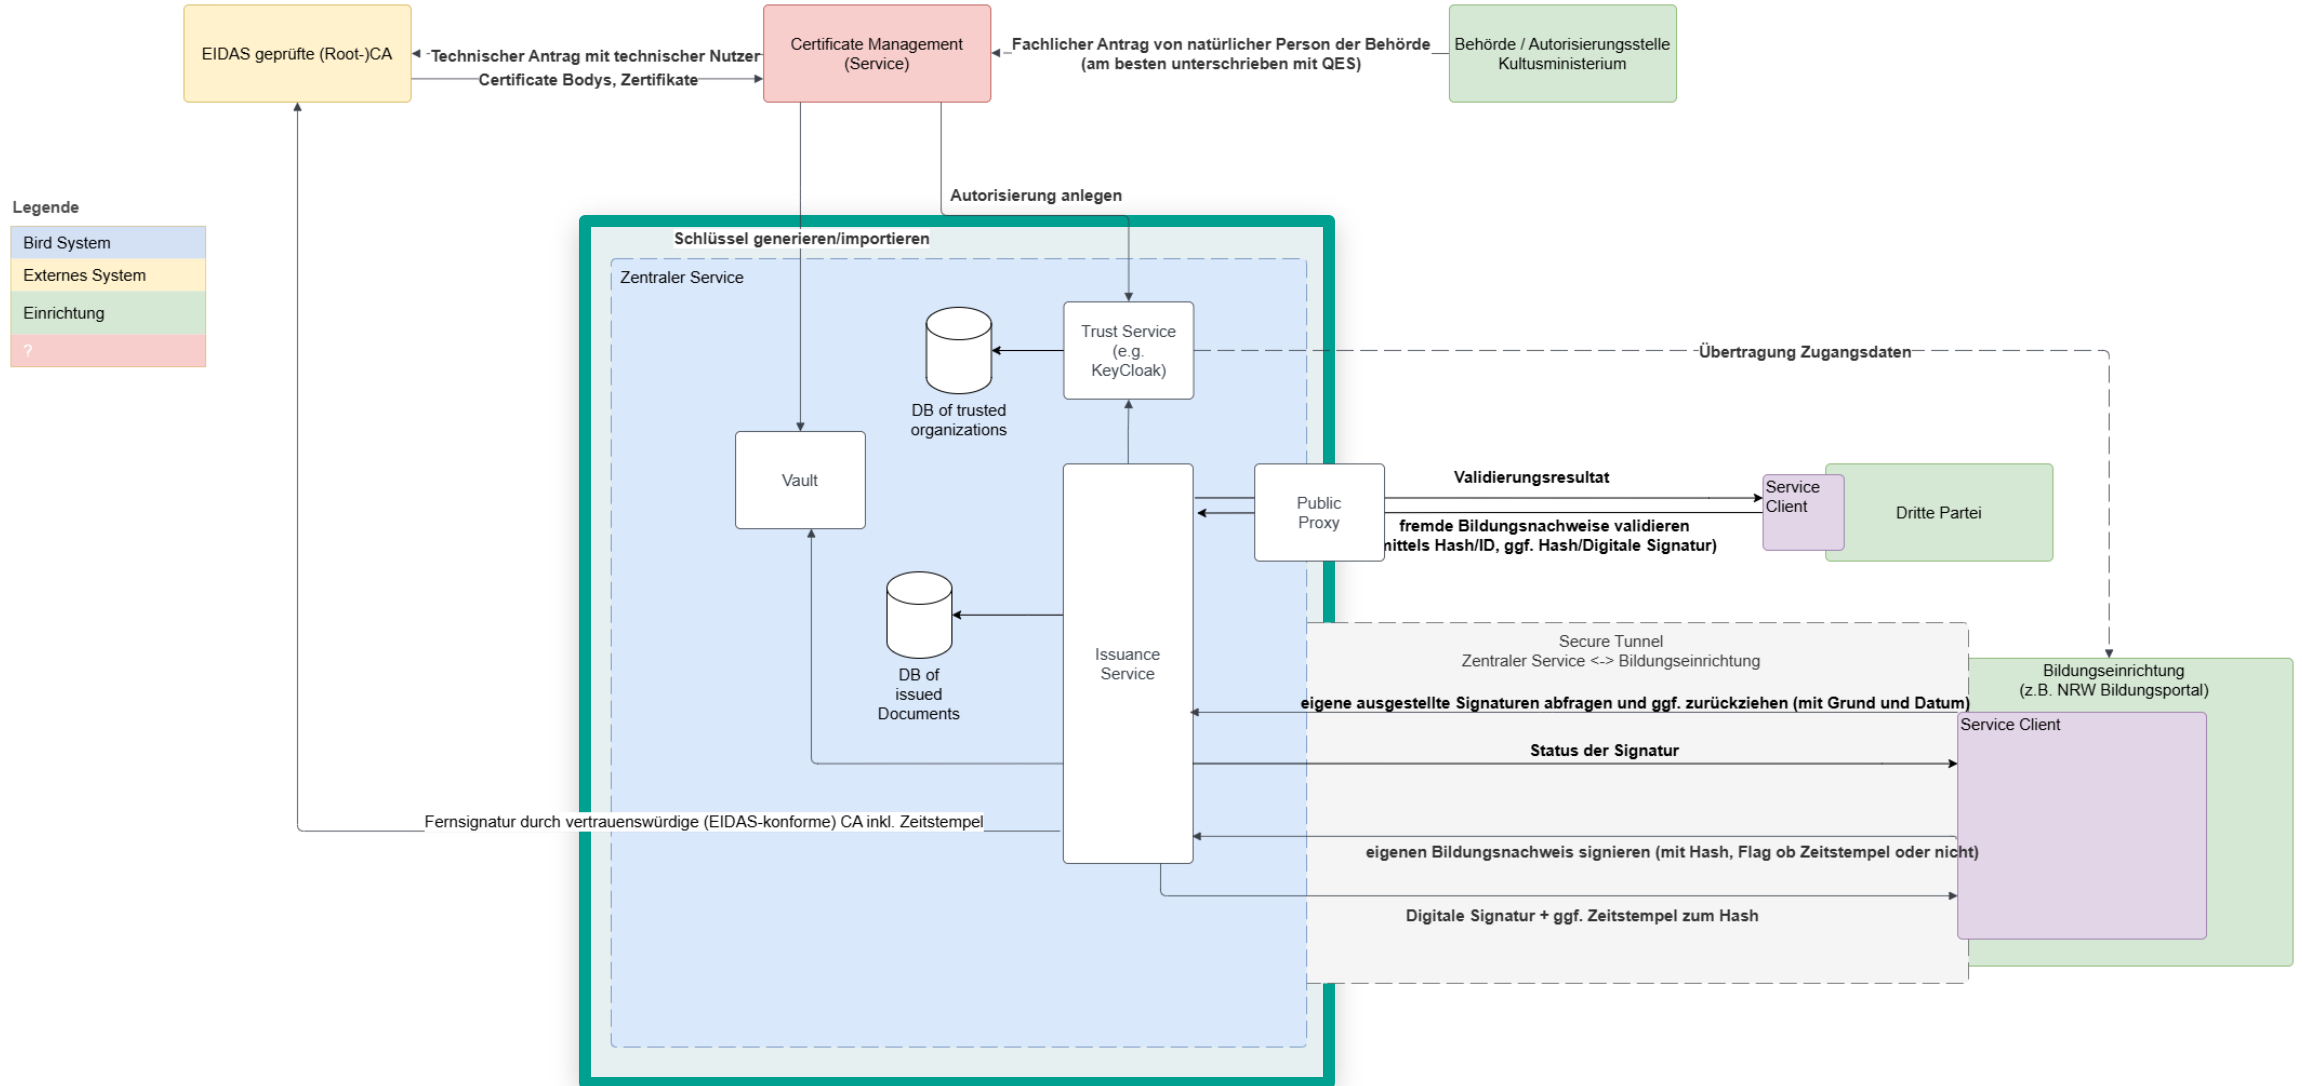 EIDAS geprüfte (Root-)CA
Technischer Antrag mit technischer Nutzer
Certificate Bodys, Zertifikate
Certificate Management
(Service)
Fachlicher Antrag von natürlicher Person der Behörde
(am besten unterschrieben mit QES)
Behörde / Autorisierungsstelle
Kultusministerium
Autorisierung anlegen
Legende
Bird System
Externes System
Einrichtung
?
Schlüssel generieren/importieren
Zentraler Service
Trust Service
(e.g.
KeyCloak)
DB of trusted
organizations
Übertragung Zugangsdaten
Vault
Public
Proxy
Validierungsresultat
fremde Bildungsnachweise validieren
mittels Hash/ID, ggf. Hash/Digitale Signatur)
Service
Client
Dritte Partei
DB of
issued
Documents
Issuance
Service
Secure Tunnel
Zentraler Service <-> Bildungseinrichtung
Bildungseinrichtung
(z.B. NRW Bildungsportal)
eigene ausgestellte Signaturen abfragen und ggf. zurückziehen (mit Grund und Datum)
Service Client
Status der Signatur
Fernsignatur durch vertrauenswürdige (EIDAS-konforme) CA inkl. Zeitstempel
eigenen Bildungsnachweis signieren (mit Hash, Flag ob Zeitstempel oder nicht)
Digitale Signatur + ggf. Zeitstempel zum Hash